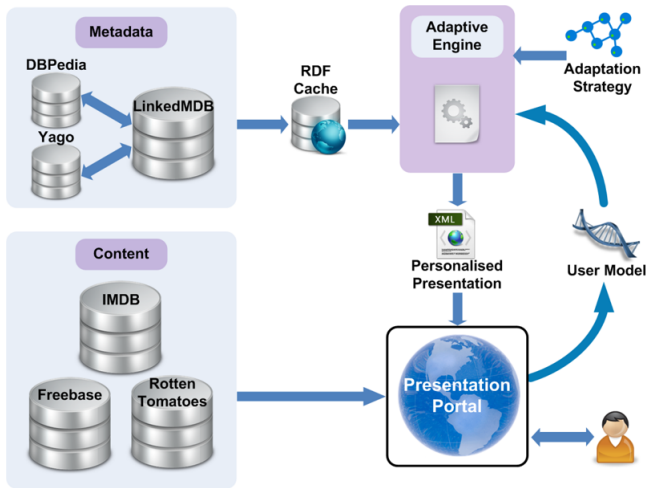 Metadata
DBPedia
LinkedMDB
Yago
RDF
Cache
Adaptive
Engine
Adaptation
Strategy
XML
Personalised
Presentation
User Model
Content
IMDB
Freebase
Rotten
Tomatoes
Presentation
Portal